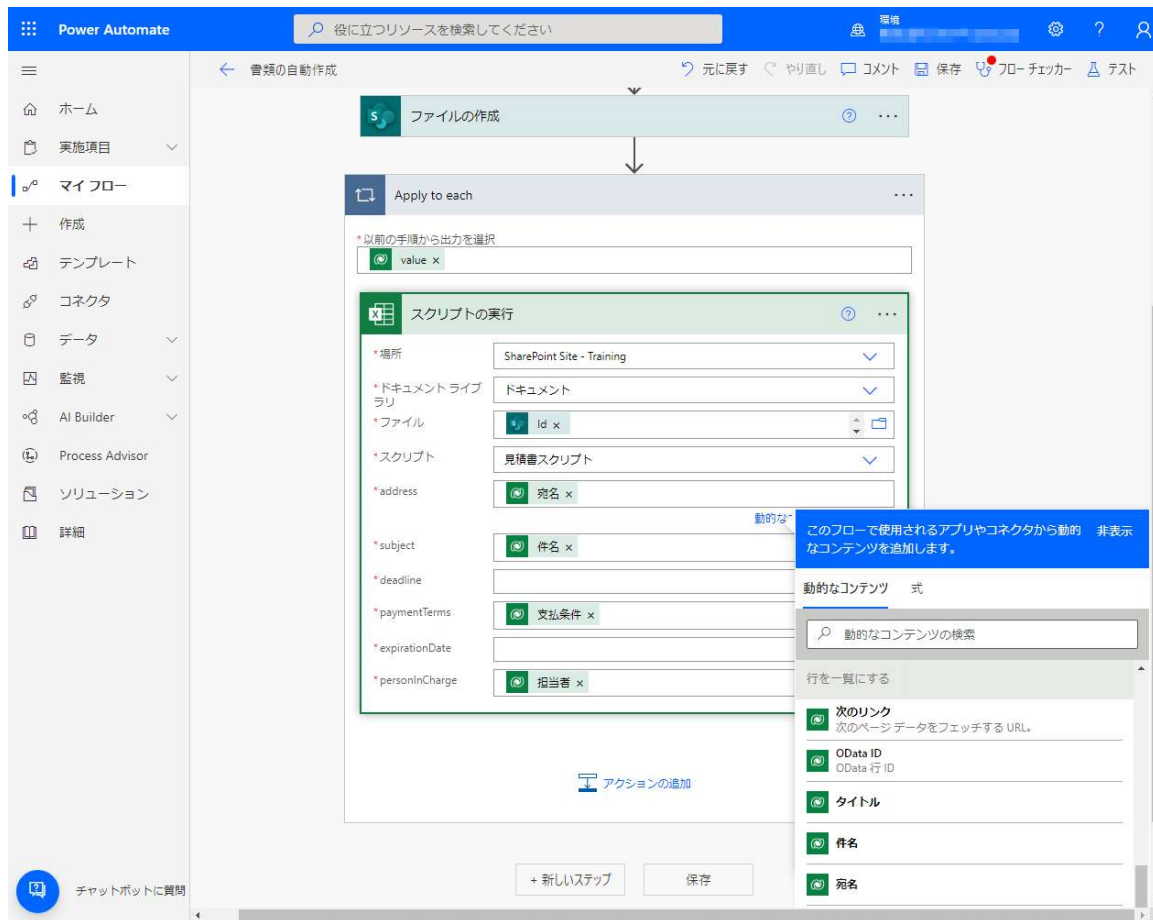 Power Automate
役に立つリソースを検索してください
環境
書類の自動作成
元に戻す
やり直し
コメント
保存
フロー チェッカー
テスト
ホーム
実施項目
マイ フロー
作成
テンプレート
コネクタ
データ
監視
AI Builder
Process Advisor
ソリューション
詳細
チャットボットに質問
ファイルの作成
Apply to each
*以前の手順から出力を選択
value ×
スクリプトの実行
*場所
SharePoint Site - Training
*ドキュメント ライブ
ラリ
ドキュメント
*ファイル
Id ×
*スクリプト
見積書スクリプト
*address
宛名 ×
動的な
*subject
件名 ×
*deadline
*paymentTerms
支払条件 ×
*expirationDate
*personInCharge
担当者 ×
アクションの追加
+ 新しいステップ
保存
このフローで使用されるアプリやコネクタから動的
なコンテンツを追加します。
非表示
動的なコンテンツ
式
動的なコンテンツの検索
行を一覧にする
次のリンク
次のページ データをフェッチする URL。
OData ID
OData 行 ID
タイトル
件名
宛名